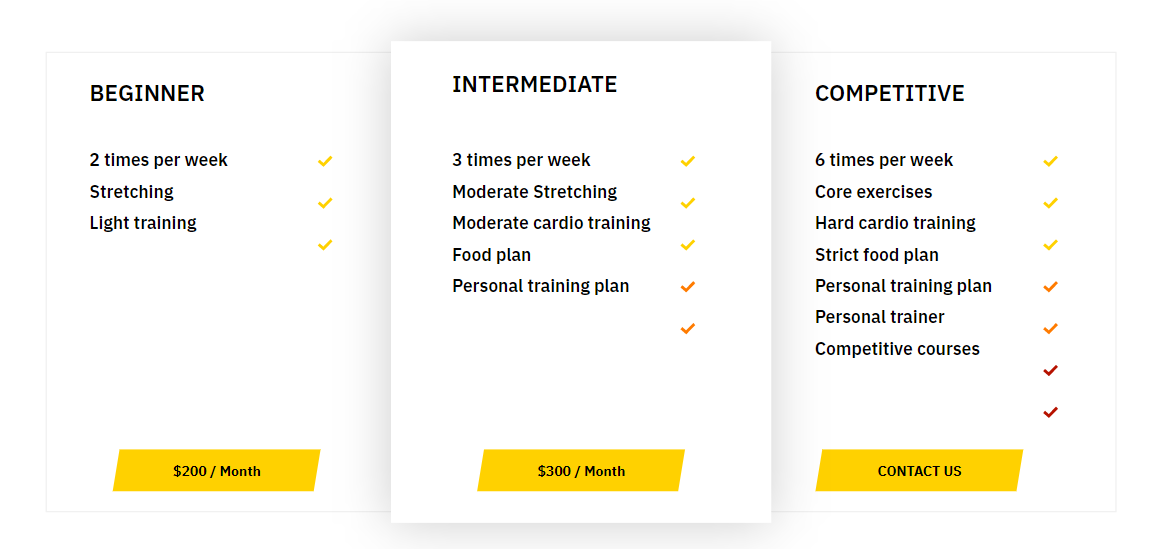 BEGINNER
2 times per week
Stretching
Light training
$200 / Month
INTERMEDIATE
3 times per week
Moderate Stretching
Moderate cardio training
Food plan
Personal training plan
$300 / Month
COMPETITIVE
6 times per week
Core exercises
Hard cardio training
Strict food plan
Personal training plan
Personal trainer
Competitive courses
CONTACT US